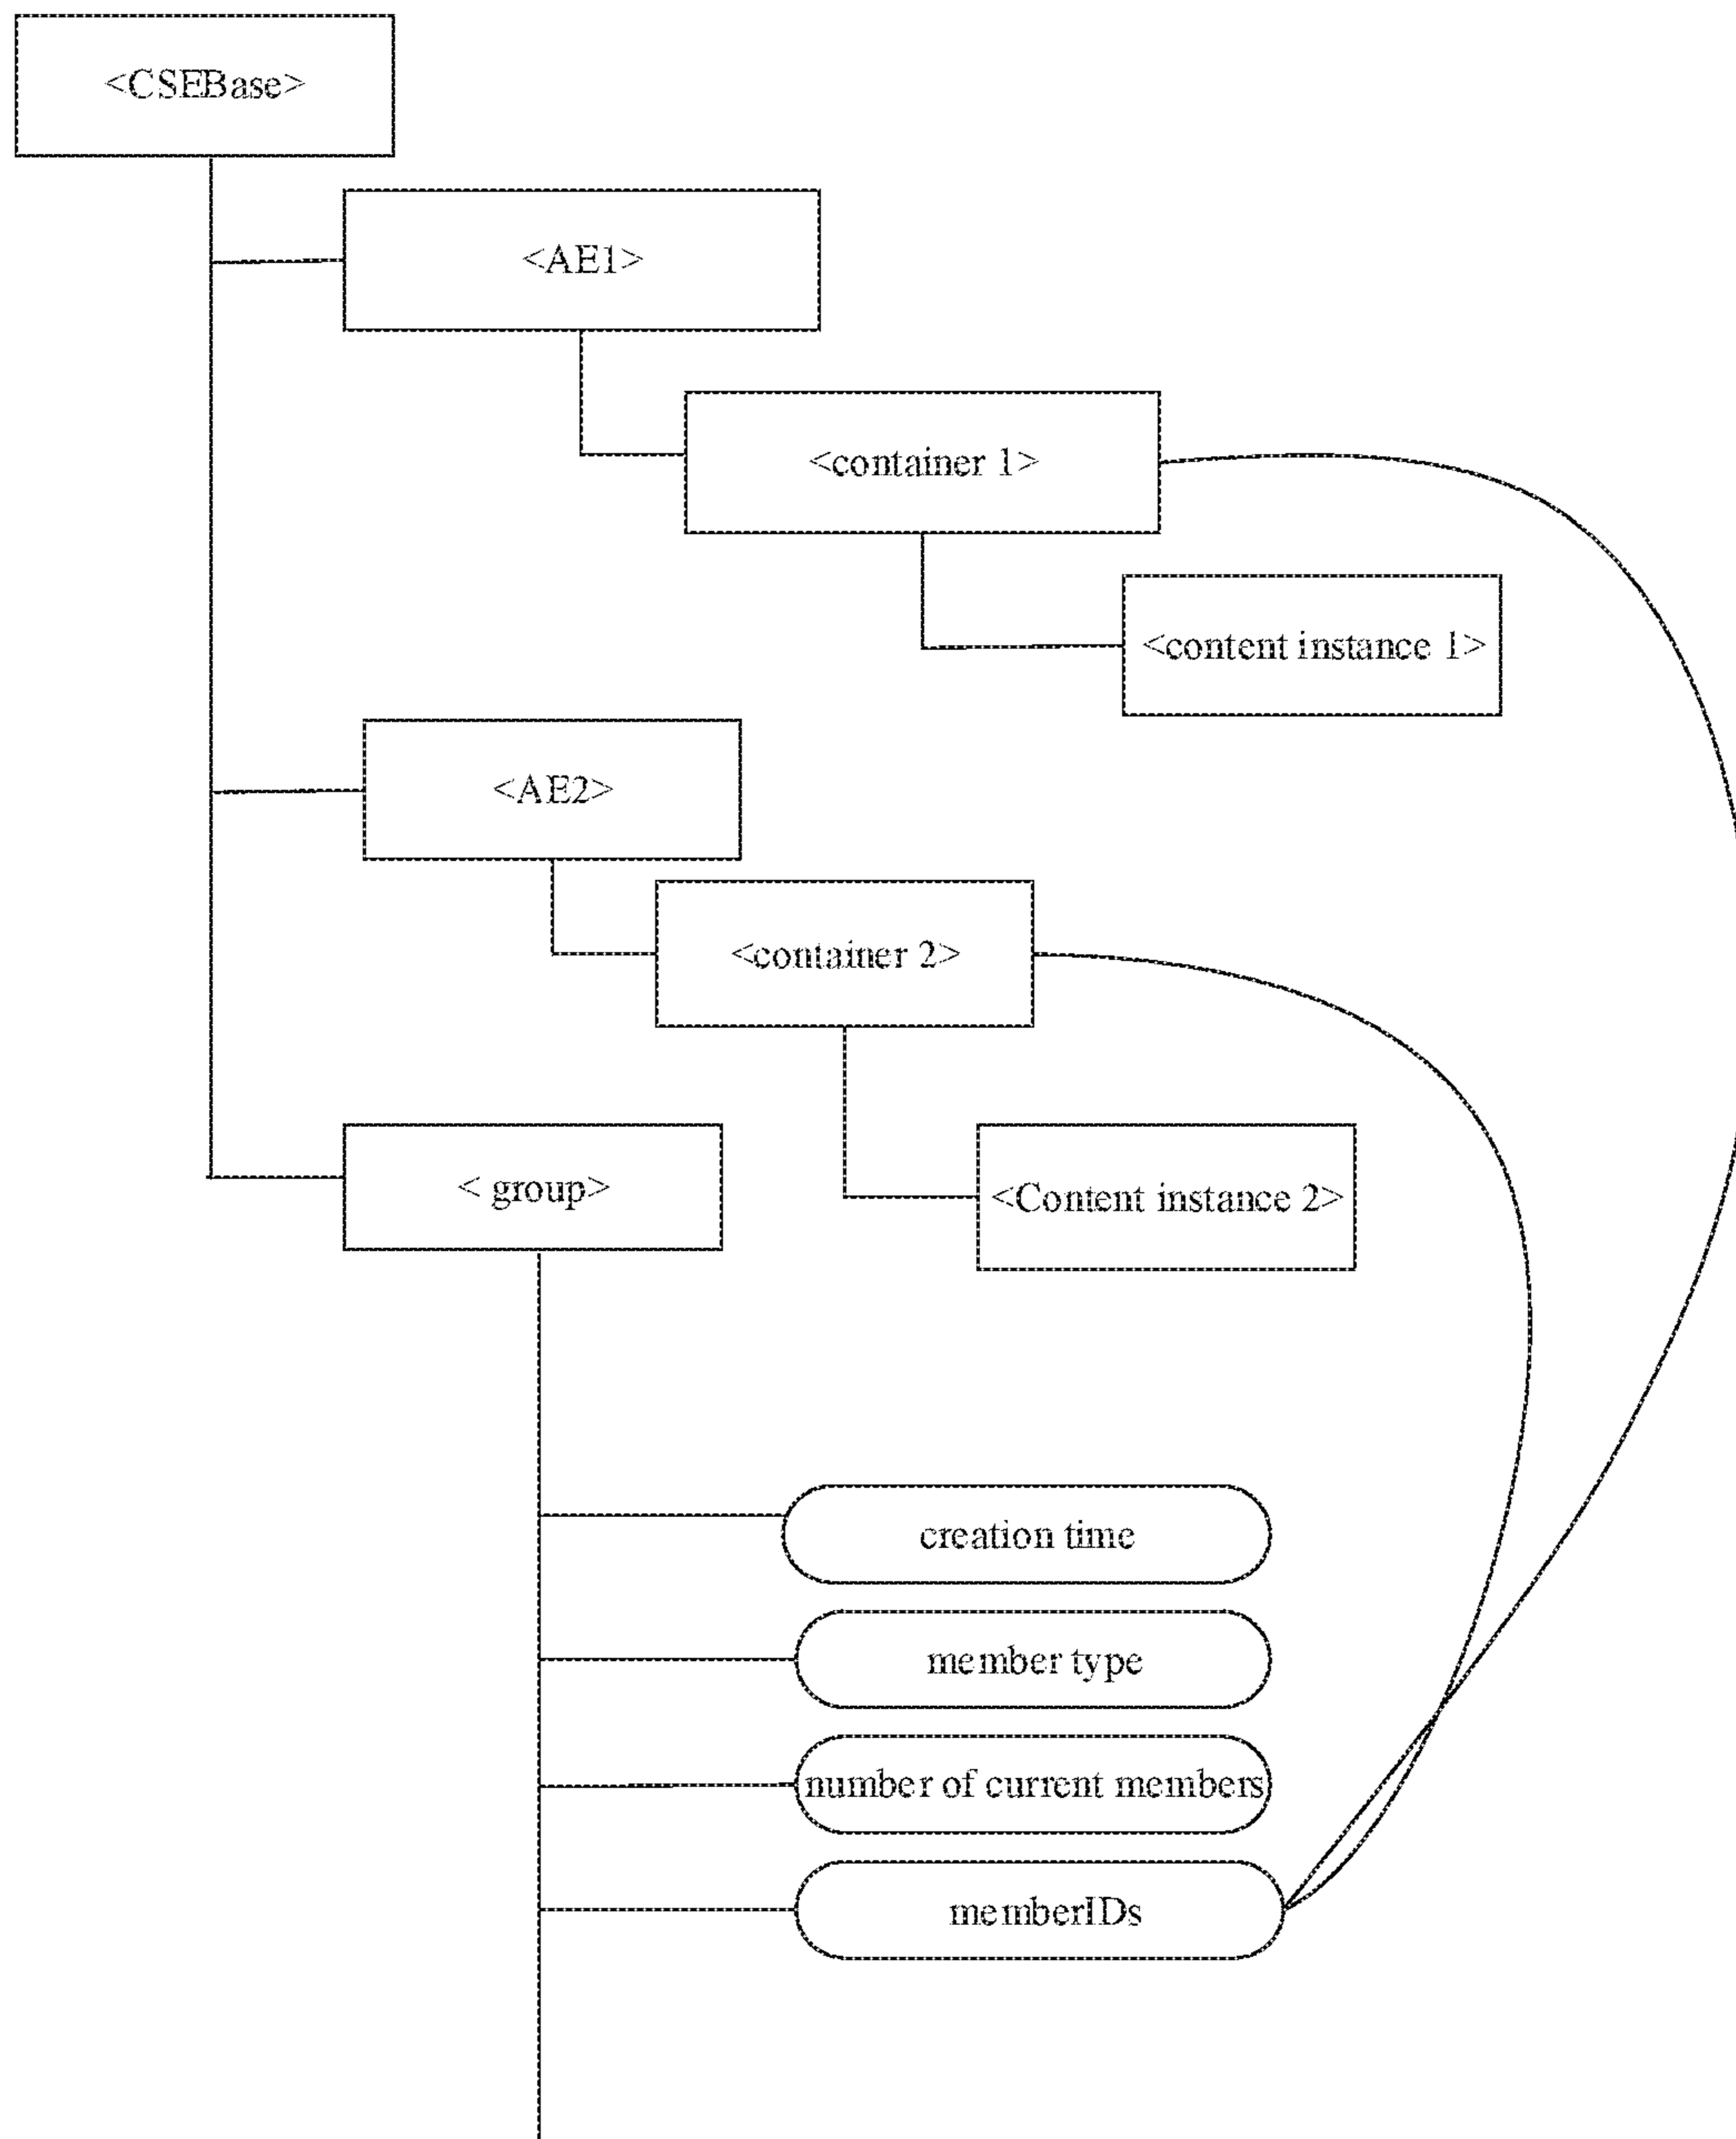 <CSEBase>
<AE1>
<container 1>
<content instance 1>
<AE2>
<container 2>
< group>
<Content instance 2>
creation time
member type
number of current members
memberIDs